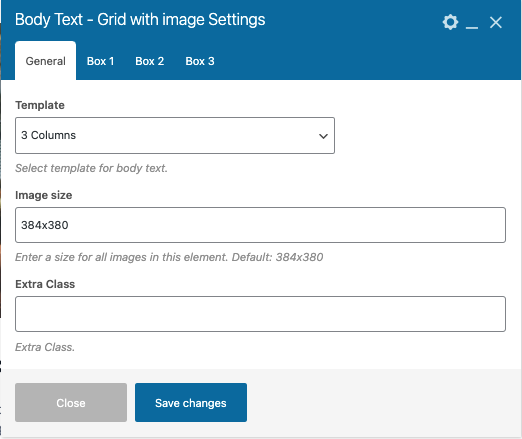 Body Text - Grid with image Settings
General Box 1 Box 2 Box 3
Template
3 Columns
Select template for body text.
Image size
384x380
Enter a size for all images in this element. Default: 384x380
Extra Class
Extra Class.
Close Save changes